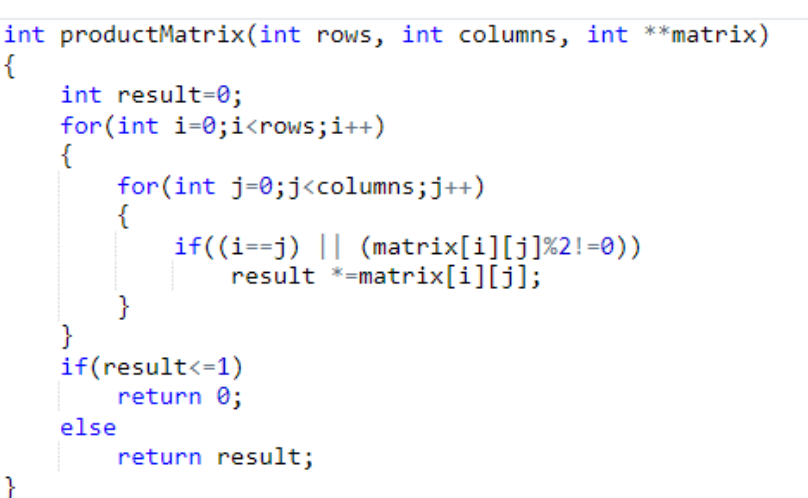 int productMatrix(int rows, int columns, int **matrix)
{
    int result=0;
    for(int i=0;i<rows;i++)
    {
        for(int j=0;j<columns;j++)
        {
            if((i==j) || (matrix[i][j]%2!=0))
                result *=matrix[i][j];
        }
    }
    if(result<=1)
        return 0;
    else
        return result;
}